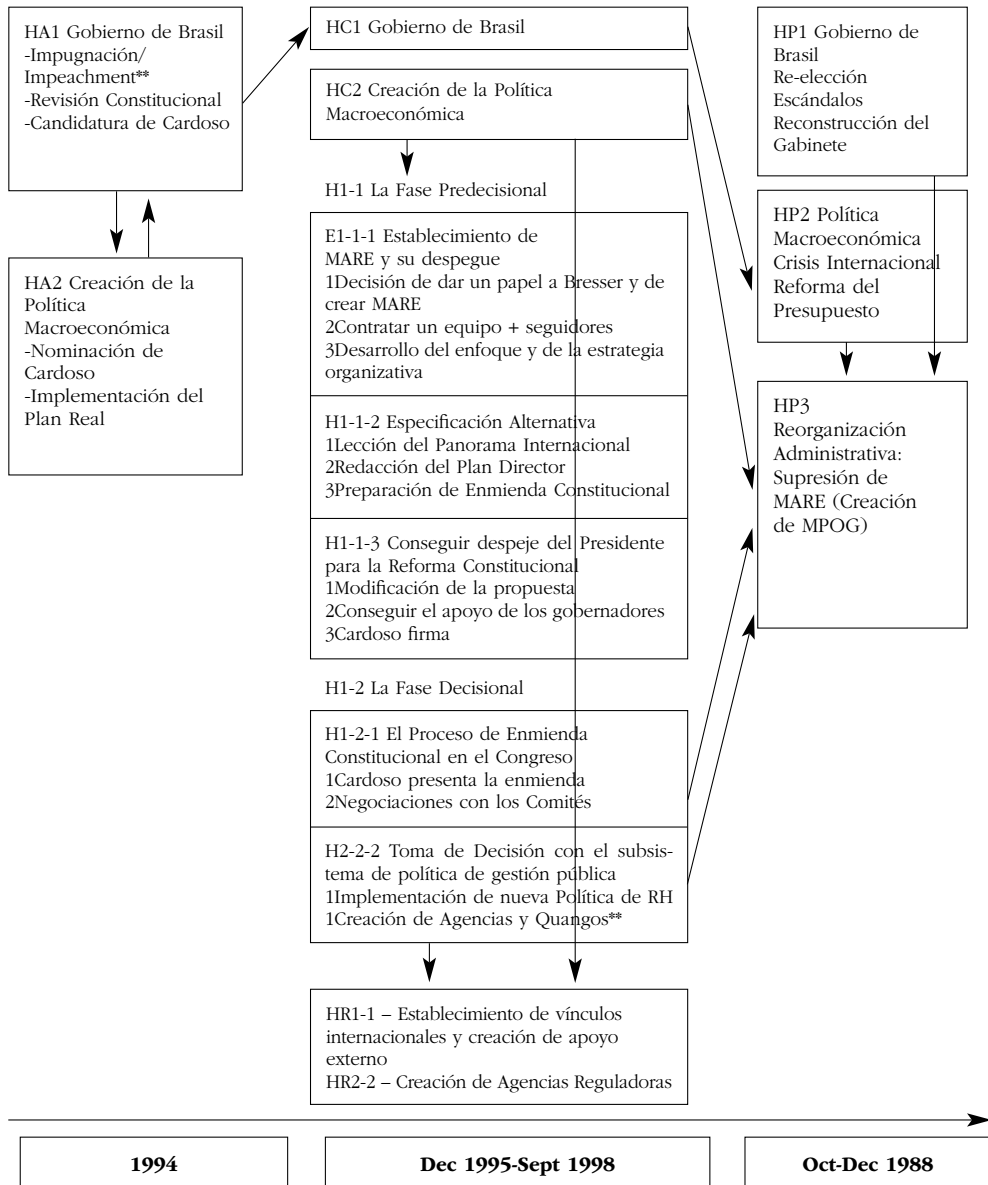 HA1 Gobierno de Brasil
-Impugnación/
Impeachment**
-Revisión Constitucional
-Candidatura de Cardoso
HA2 Creación de la
Política
Macroeconómica
-Nominación de
Cardoso
-Implementación del
Plan Real
HC1 Gobierno de Brasil
HC2 Creación de la Política
Macroeconómica
H1-1 La Fase Predecisional
E1-1-1 Establecimiento de
MARE y su despegue
1Decisión de dar un papel a Bresser y de
crear MARE
2Contratar un equipo + seguidores
3Desarrollo del enfoque y de la estrategia
organizativa
H1-1-2 Especificación Alternativa
1Lección del Panorama Internacional
2Redacción del Plan Director
3Preparación de Enmienda Constitucional
H1-1-3 Conseguir despeje del Presidente
para la Reforma Constitucional
1Modificación de la propuesta
2Conseguir el apoyo de los gobernadores
3Cardoso firma
H1-2 La Fase Decisional
H1-2-1 El Proceso de Enmienda
Constitucional en el Congreso
1Cardoso presenta la enmienda
2Negociaciones con los Comités
H2-2-2 Toma de Decisión con el subsis-
tema de política de gestión pública
1Implementación de nueva Política de RH
1Creación de Agencias y Quangos**
HR1-1 – Establecimiento de vínculos
internacionales y creación de apoyo
externo
HR2-2 – Creación de Agencias Reguladoras
HP1 Gobierno de
Brasil
Re-elección
Escándalos
Reconstrucción del
Gabinete
HP2 Política
Macroeconómica
Crisis Internacional
Reforma del
Presupuesto
HP3
Reorganización
Administrativa:
Supresión de
MARE (Creación
de MPOG)
1994
Dec 1995-Sept 1998
Oct-Dec 1988